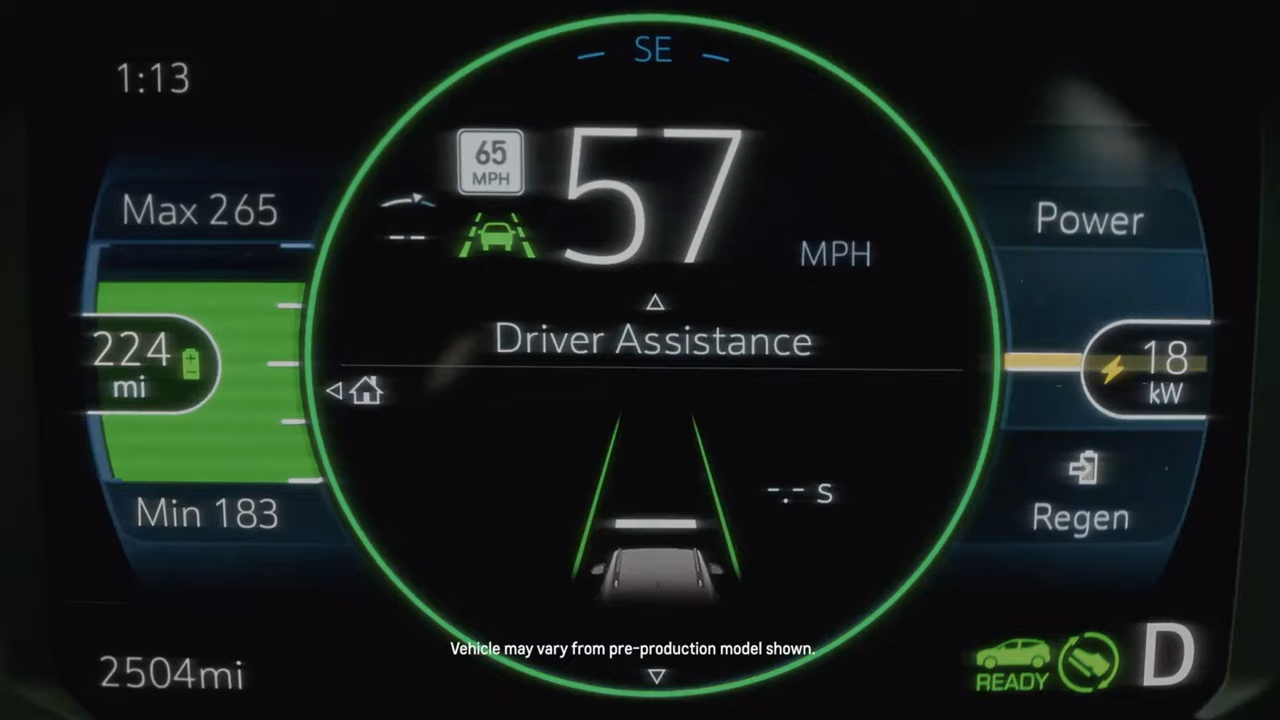 SE
1:13
65
MPH
57
MPH
Max 265
Power
Driver Assistance
224
mi
18
kW
-.- s
Min 183
Regen
Vehicle may vary from pre-production model shown.
2504mi
READY
D